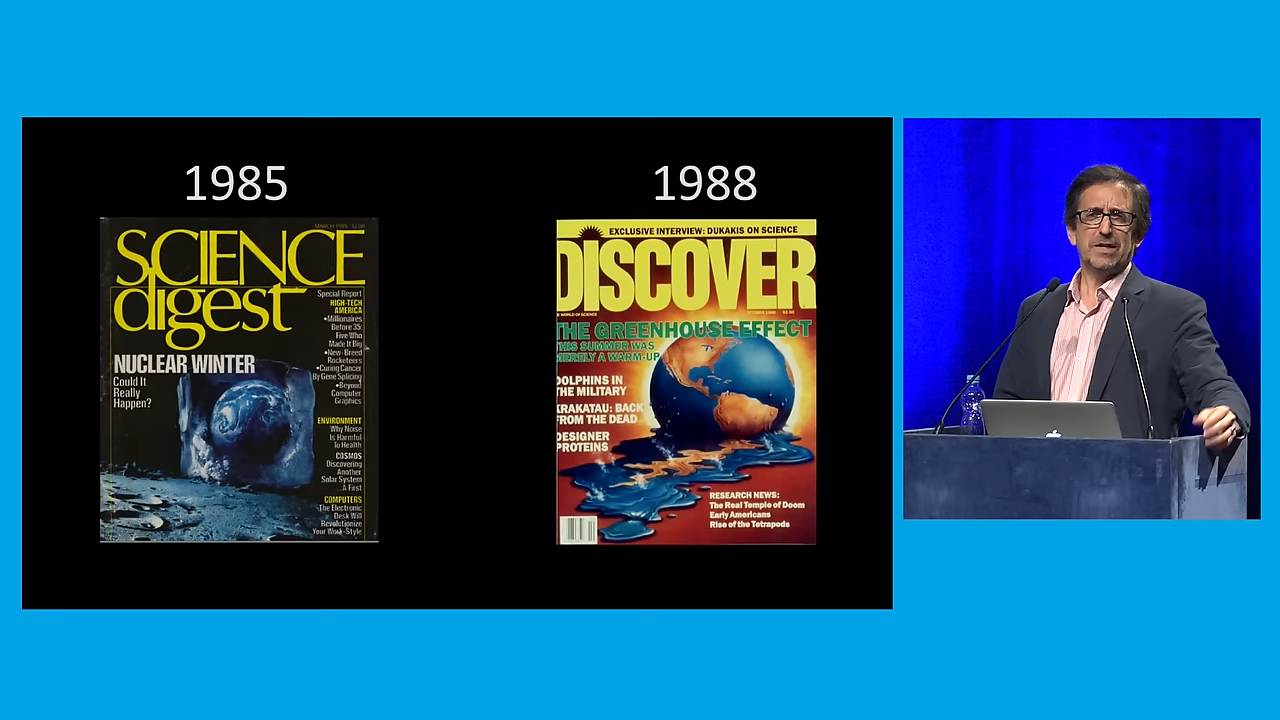 1985
1988
MARCH 1985
SCIENCE
digest
Special Report
HIGH-TECH
AMERICA
•Millionaires
Before 35:
Five Who
Made It Big
•New-Breed
Rocketeers
•Curing Cancer
By Gene Splicing
•Beyond
Computer
Graphics
NUCLEAR WINTER
Could It
Really
Happen?
ENVIRONMENT
Why Noise
Is Harmful
To Health
COSMOS
Discovering
Another
Solar System
...A First
COMPUTERS
The Electronic
Desk Will
Revolutionize
Your Work-Style
EXCLUSIVE INTERVIEW: DUKAKIS ON SCIENCE
DISCOVER
WORLD OF SCIENCE
OCTOBER 1988 $2.50
THE GREENHOUSE EFFECT
THIS SUMMER WAS
MERELY A WARM-UP
DOLPHINS IN
THE MILITARY
KRAKATAU: BACK
FROM THE DEAD
DESIGNER
PROTEINS
RESEARCH NEWS:
The Real Temple of Doom
Early Americans
Rise of the Tetrapods